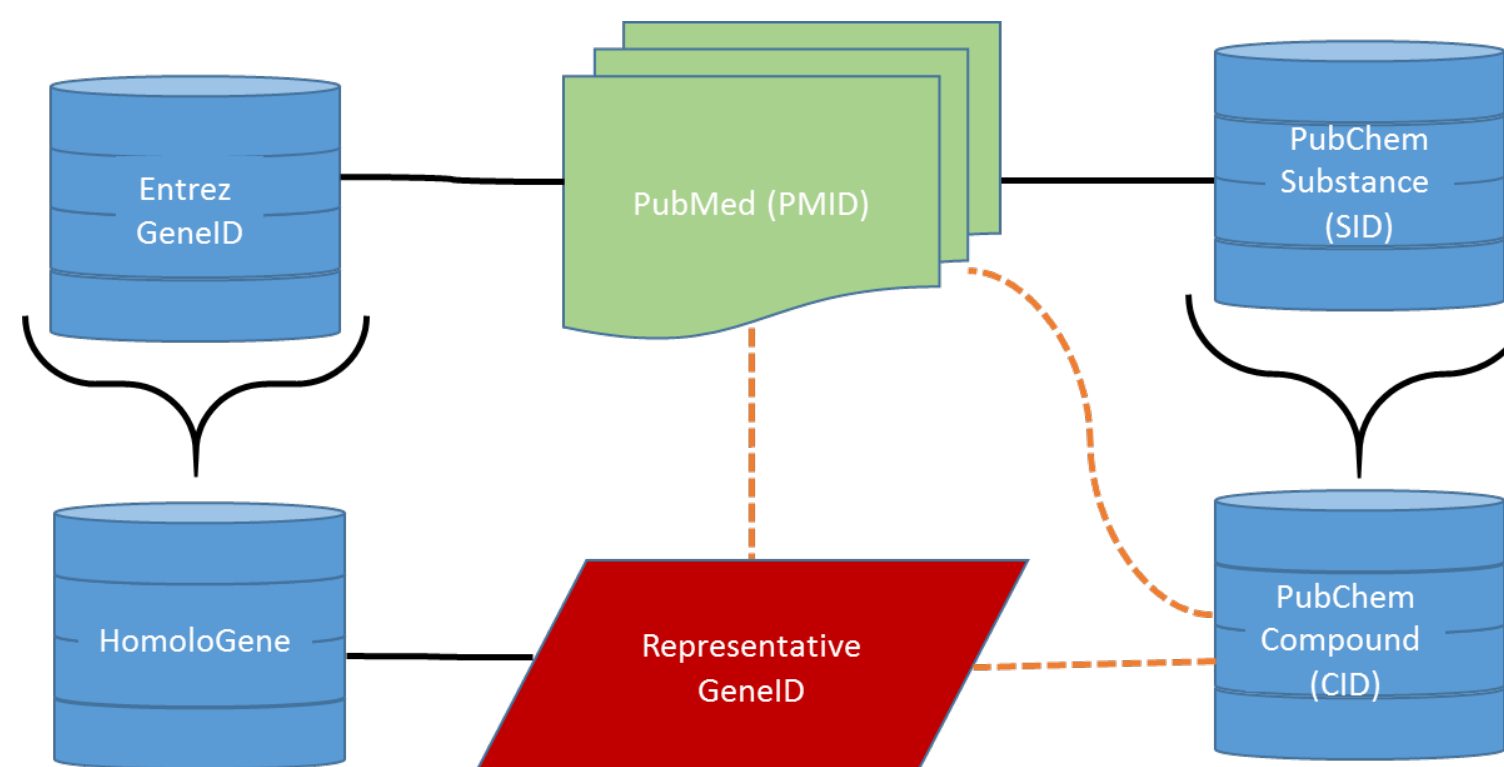 Entrez
GeneID
PubMed (PMID)
PubChem
Substance
(SID)
HomoloGene
Representative
GeneID
PubChem
Compound
(CID)